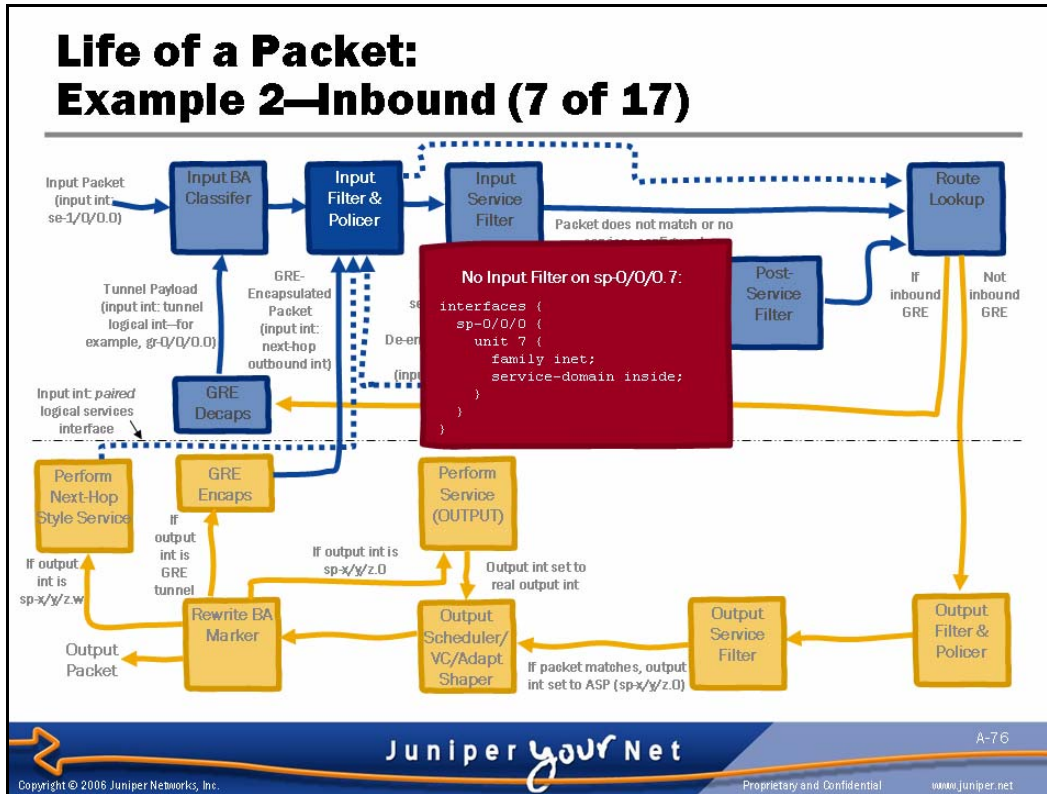 Life of a Packet:
Example 2—Inbound (7 of 17)
Input Packet
(input int:
se-1/0/0.0)
Input BA
Classifer
Input
Filter &
Policer
Input
Service
Filter
Route
Lookup
Packet does not match or no
Tunnel Payload
(input int: tunnel
logical int—for
example, gr-0/0/0.0)
GRE-
Encapsulated
Packet
(input int:
next-hop
outbound int)
se
De-en
(inpu
No Input Filter on sp-0/0/0.7:
interfaces {
sp-0/0/0 {
unit 7 {
family inet;
service-domain inside;
}
}
}
Post-
Service
Filter
If
inbound
GRE
Not
inbound
GRE
Input int: paired
logical services
interface
GRE
Decaps
Perform
Next-Hop
Style Service
GRE
Encaps
Perform
Service
(OUTPUT)
If output
int is
sp-x/y/z.w
If
output
int is
GRE
tunnel
If output int is
sp-x/y/z.0
Output int set to
real output int
Output
Packet
Rewrite BA
Marker
Output
Scheduler/
VC/Adapt
Shaper
If packet matches, output
int set to ASP (sp-x/y/z.0)
Output
Service
Filter
Output
Filter &
Policer
Juniper your Net
A-76
Copyright © 2006 Juniper Networks, Inc.
Proprietary and Confidential
www.juniper.net